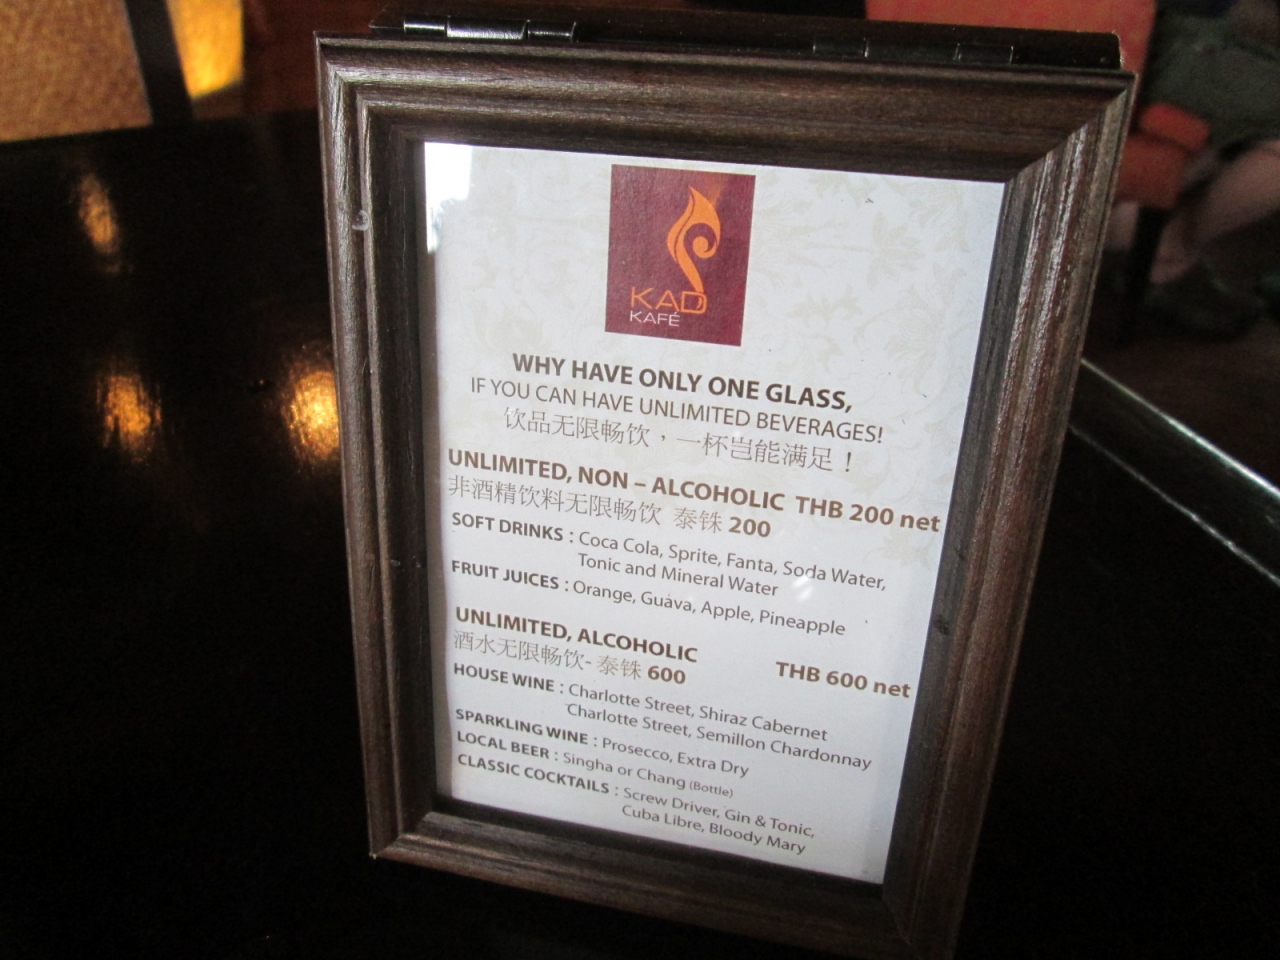 KAD
KAFÉ
WHY HAVE ONLY ONE GLASS,
IF YOU CAN HAVE UNLIMITED BEVERAGES!
饮品无限畅饮，一杯岂能满足！
UNLIMITED, NON – ALCOHOLIC THB 200 net
非酒精饮料无限畅饮 泰铢 200
SOFT DRINKS : Coca Cola, Sprite, Fanta, Soda Water,
Tonic and Mineral Water
FRUIT JUICES : Orange, Guava, Apple, Pineapple
UNLIMITED, ALCOHOLIC THB 600 net
酒水无限畅饮- 泰铢 600
HOUSE WINE : Charlotte Street, Shiraz Cabernet
Charlotte Street, Semillon Chardonnay
SPARKLING WINE : Prosecco, Extra Dry
LOCAL BEER : Singha or Chang (Bottle)
CLASSIC COCKTAILS : Screw Driver, Gin & Tonic,
Cuba Libre, Bloody Mary